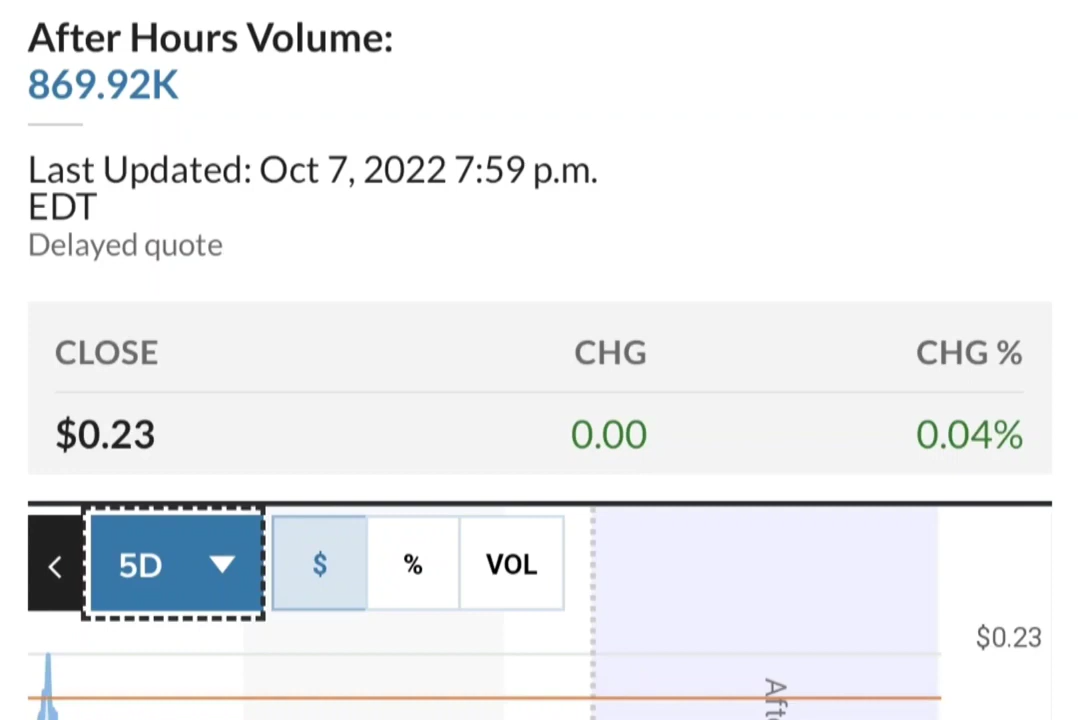 After Hours Volume:
869.92K
Last Updated: Oct 7, 2022 7:59 p.m.
EDT
Delayed quote
CLOSE CHG CHG %
$0.23 0.00 0.04%
5D $ % VOL
$0.23